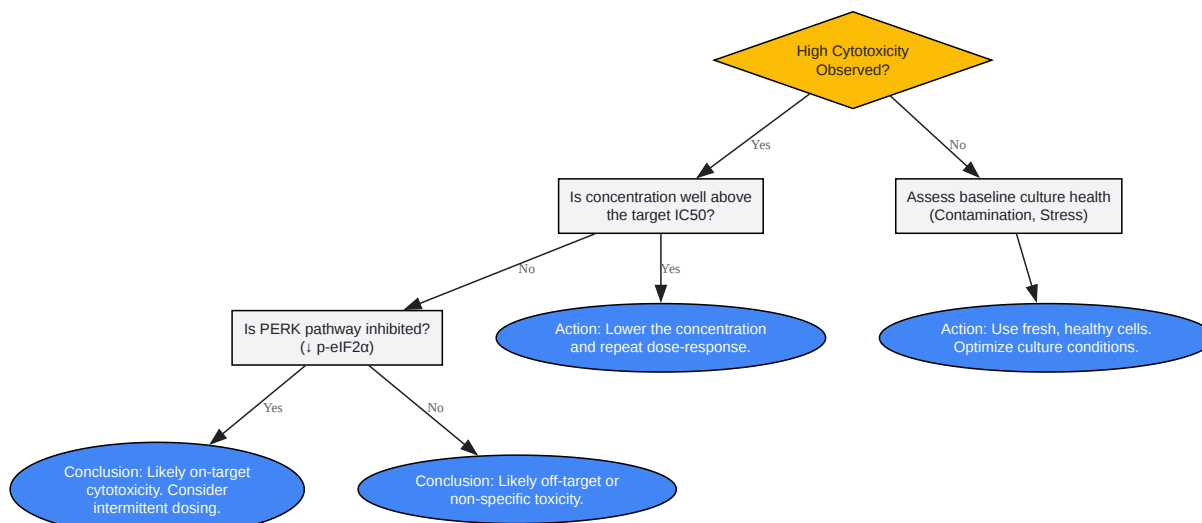 High Cytotoxicity
Observed?
Yes
No
Is concentration well above
the target IC50?
Assess baseline culture health
(Contamination, Stress)
No
Yes
Is PERK pathway inhibited?
(↓ p-eIF2α)
Action: Lower the concentration
and repeat dose-response.
Action: Use fresh, healthy cells.
Optimize culture conditions.
Yes
No
Conclusion: Likely on-target
cytotoxicity. Consider
intermittent dosing.
Conclusion: Likely off-target or
non-specific toxicity.